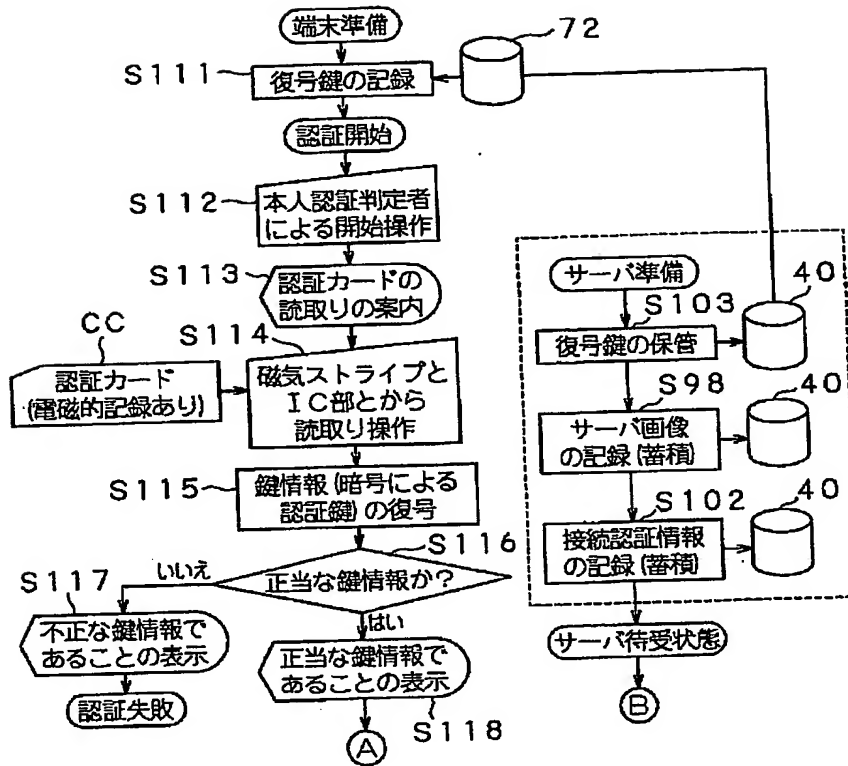 端末準備
72
S111
復号鍵の記録
認証開始
S112
本人認証判定者
による開始操作
S113
認証カードの
読取りの案内
CC
S114
認証カード
(電磁的記録あり)
磁気ストライプと
IC部とから
読取り操作
S115
鍵情報(暗号による
認証鍵)の復号
S116
正当な鍵情報か?
いいえ
はい
S117
不正な鍵情報で
あることの表示
認証失敗
正当な鍵情報で
あることの表示
S118
A
サーバ準備
S103
40
復号鍵の保管
S98
40
サーバ画像
の記録(蓄積)
S102
40
接続認証情報
の記録(蓄積)
サーバ待受状態
B